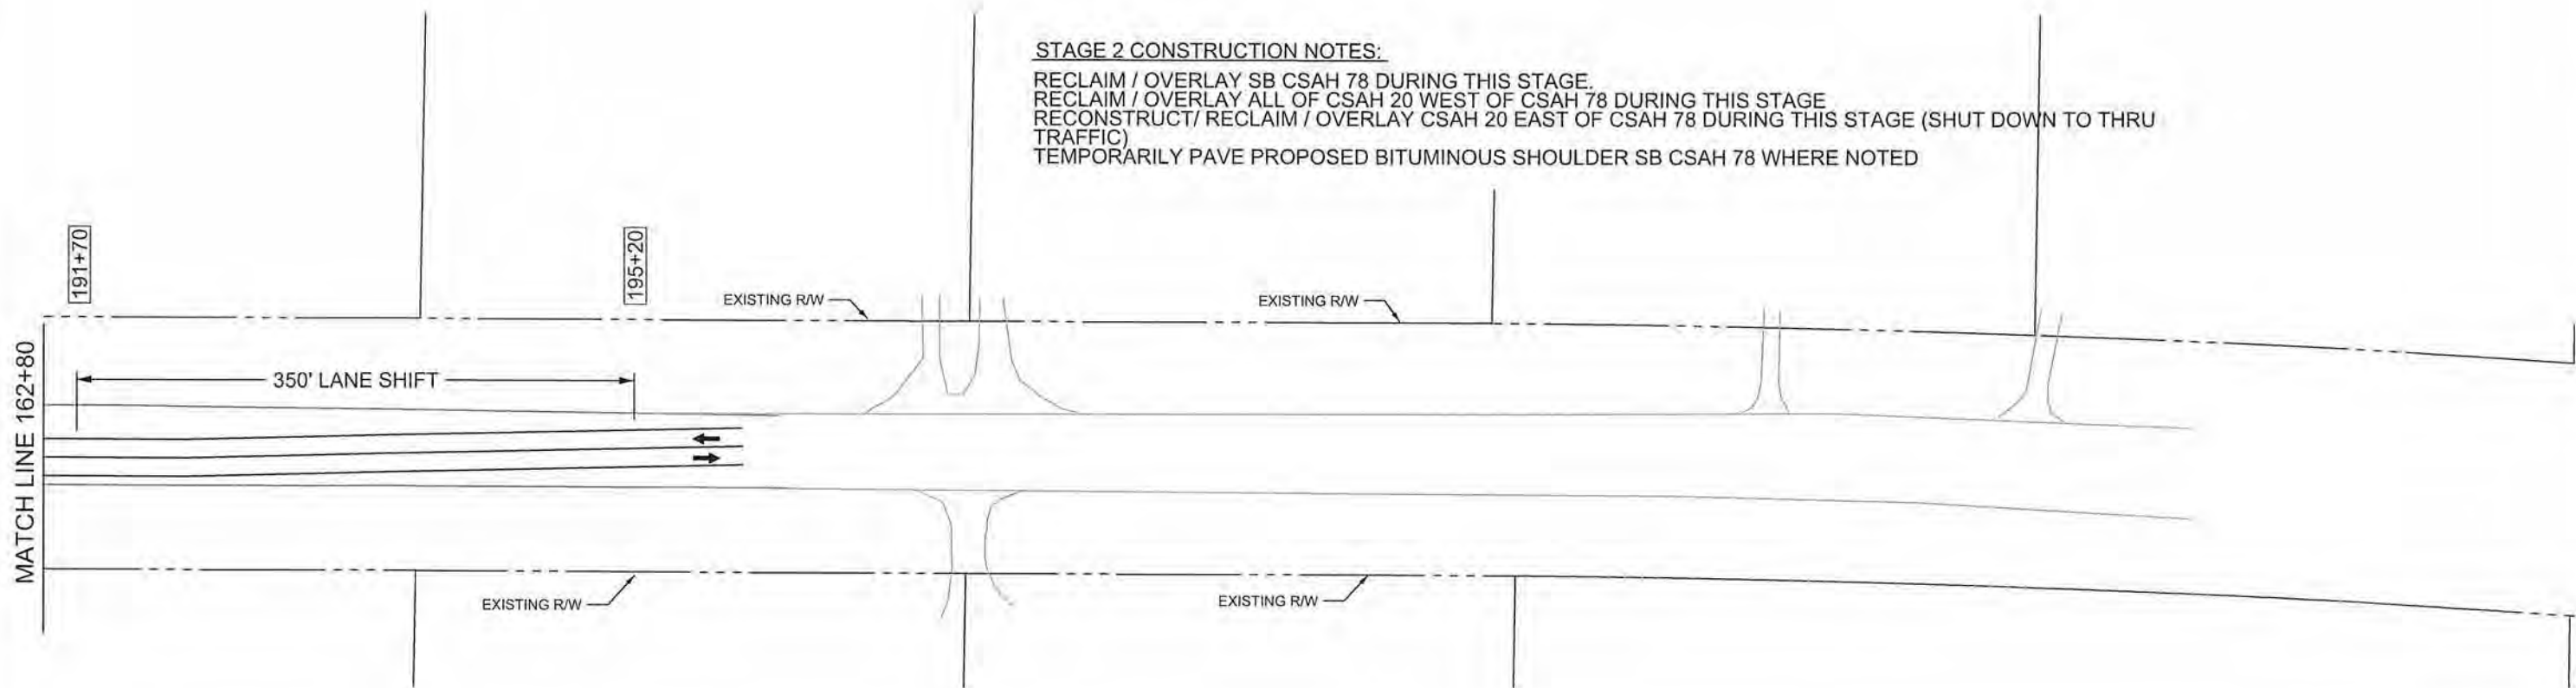 STAGE 2 CONSTRUCTION NOTES:
RECLAIM / OVERLAY SB CSAH 78 DURING THIS STAGE.
RECLAIM / OVERLAY ALL OF CSAH 20 WEST OF CSAH 78 DURING THIS STAGE
RECONSTRUCT/ RECLAIM / OVERLAY CSAH 20 EAST OF CSAH 78 DURING THIS STAGE (SHUT DOWN TO THRU
TRAFFIC)
TEMPORARILY PAVE PROPOSED BITUMINOUS SHOULDER SB CSAH 78 WHERE NOTED
191+70
195+20
EXISTING R/W
EXISTING R/W
MATCH LINE 162+80
350' LANE SHIFT
EXISTING R/W
EXISTING R/W